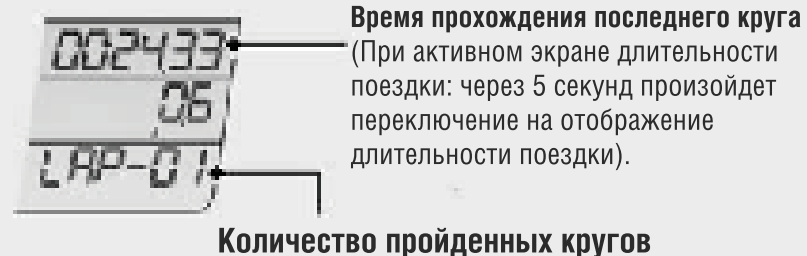 Время прохождения последнего круга
002433
(При активном экране длительности
поездки: через 5 секунд произойдет
переключение на отображение
длительности поездки).
06
LAP-01
Количество пройденных кругов